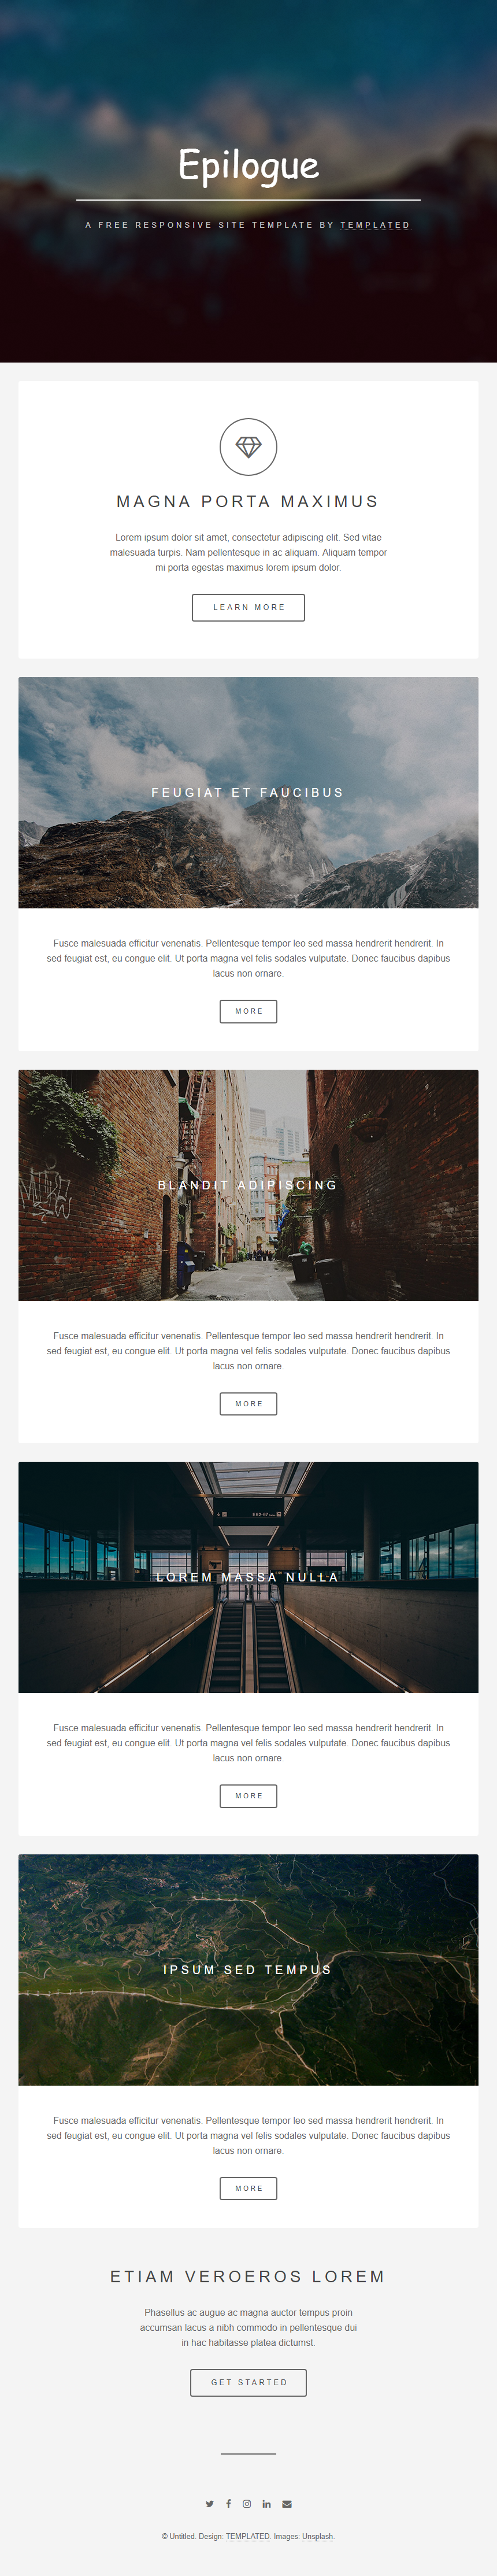 Epilogue
A FREE RESPONSIVE SITE TEMPLATE BY TEMPLATED
MAGNA PORTA MAXIMUS
Lorem ipsum dolor sit amet, consectetur adipiscing elit. Sed vitae
malesuada turpis. Nam pellentesque in ac aliquam. Aliquam tempor
mi porta egestas maximus lorem ipsum dolor.
LEARN MORE
FEUGIAT ET FAUCIBUS
Fusce malesuada efficitur venenatis. Pellentesque tempor leo sed massa hendrerit hendrerit. In
sed feugiat est, eu congue elit. Ut porta magna vel felis sodales vulputate. Donec faucibus dapibus
lacus non ornare.
MORE
BLANDIT ADIPISCING
Fusce malesuada efficitur venenatis. Pellentesque tempor leo sed massa hendrerit hendrerit. In
sed feugiat est, eu congue elit. Ut porta magna vel felis sodales vulputate. Donec faucibus dapibus
lacus non ornare.
MORE
LOREM MASSA NULLA
Fusce malesuada efficitur venenatis. Pellentesque tempor leo sed massa hendrerit hendrerit. In
sed feugiat est, eu congue elit. Ut porta magna vel felis sodales vulputate. Donec faucibus dapibus
lacus non ornare.
MORE
IPSUM SED TEMPUS
Fusce malesuada efficitur venenatis. Pellentesque tempor leo sed massa hendrerit hendrerit. In
sed feugiat est, eu congue elit. Ut porta magna vel felis sodales vulputate. Donec faucibus dapibus
lacus non ornare.
MORE
ETIAM VEROEROS LOREM
Phasellus ac augue ac magna auctor tempus proin
accumsan lacus a nibh commodo in pellentesque dui
in hac habitasse platea dictumst.
GET STARTED
© Untitled. Design: TEMPLATED. Images: Unsplash.